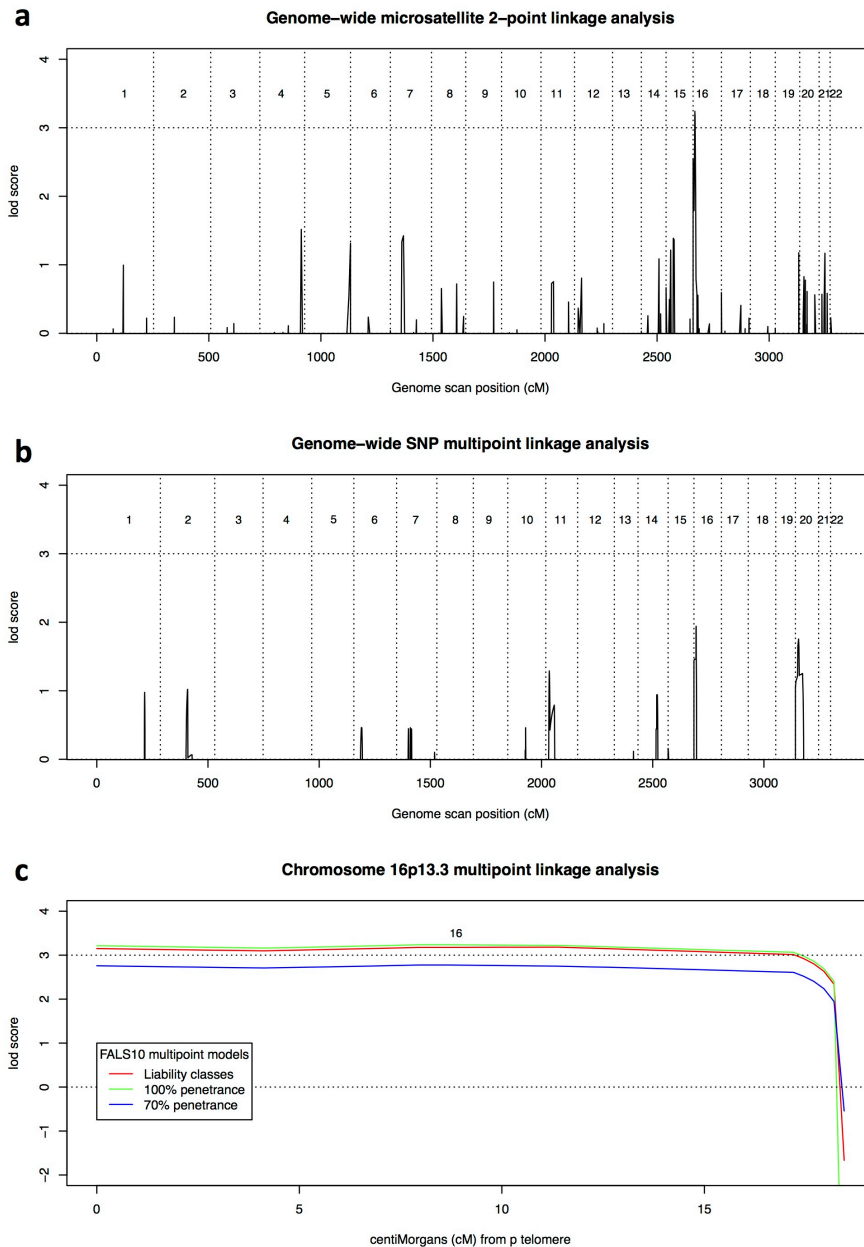 a
Genome–wide microsatellite 2–point linkage analysis
4
1 2 3 4 5 6 7 8 9 10 11 12 13 14 15 16 17 18 19 20 21 22
3
2
1
0
lod score
0 500 1000 1500 2000 2500 3000
Genome scan position (cM)
b
Genome–wide SNP multipoint linkage analysis
4
1 2 3 4 5 6 7 8 9 10 11 12 13 14 15 16 17 18 19 20 21 22
3
2
1
0
lod score
0 500 1000 1500 2000 2500 3000
Genome scan position (cM)
c
Chromosome 16p13.3 multipoint linkage analysis
4
16
3
2
1
0
−1
−2
lod score
FALS10 multipoint models
Liability classes
100% penetrance
70% penetrance
0 5 10 15
centiMorgans (cM) from p telomere